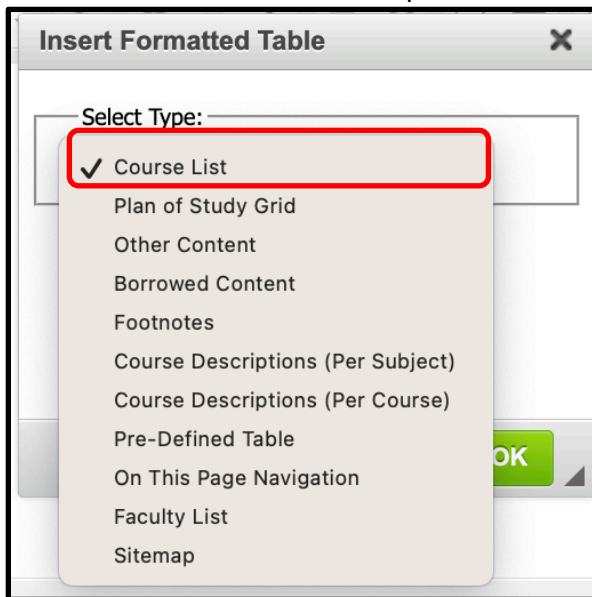 Insert Formatted Table
Select Type:
✓ Course List
Plan of Study Grid
Other Content
Borrowed Content
Footnotes
Course Descriptions (Per Subject)
Course Descriptions (Per Course)
Pre-Defined Table
OK
On This Page Navigation
Faculty List
Sitemap